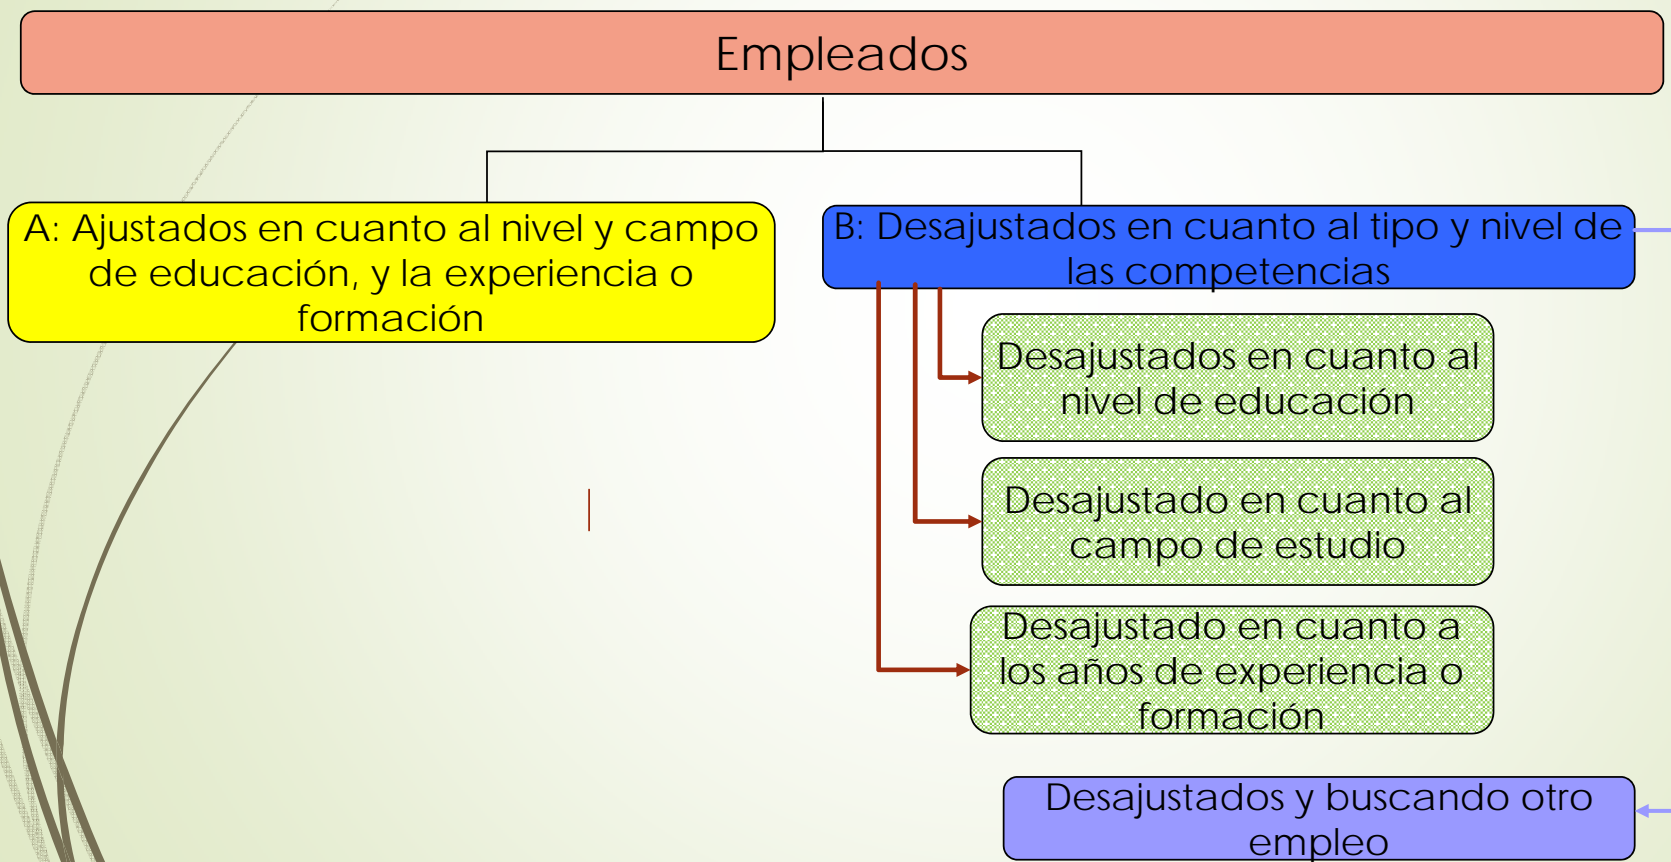 Empleados
A: Ajustados en cuanto al nivel y campo
de educación, y la experiencia o
formación
B: Desajustados en cuanto al tipo y nivel de
las competencias
Desajustados en cuanto al
nivel de educación
Desajustado en cuanto al
campo de estudio
Desajustado en cuanto a
los años de experiencia o
formación
Desajustados y buscando otro
empleo